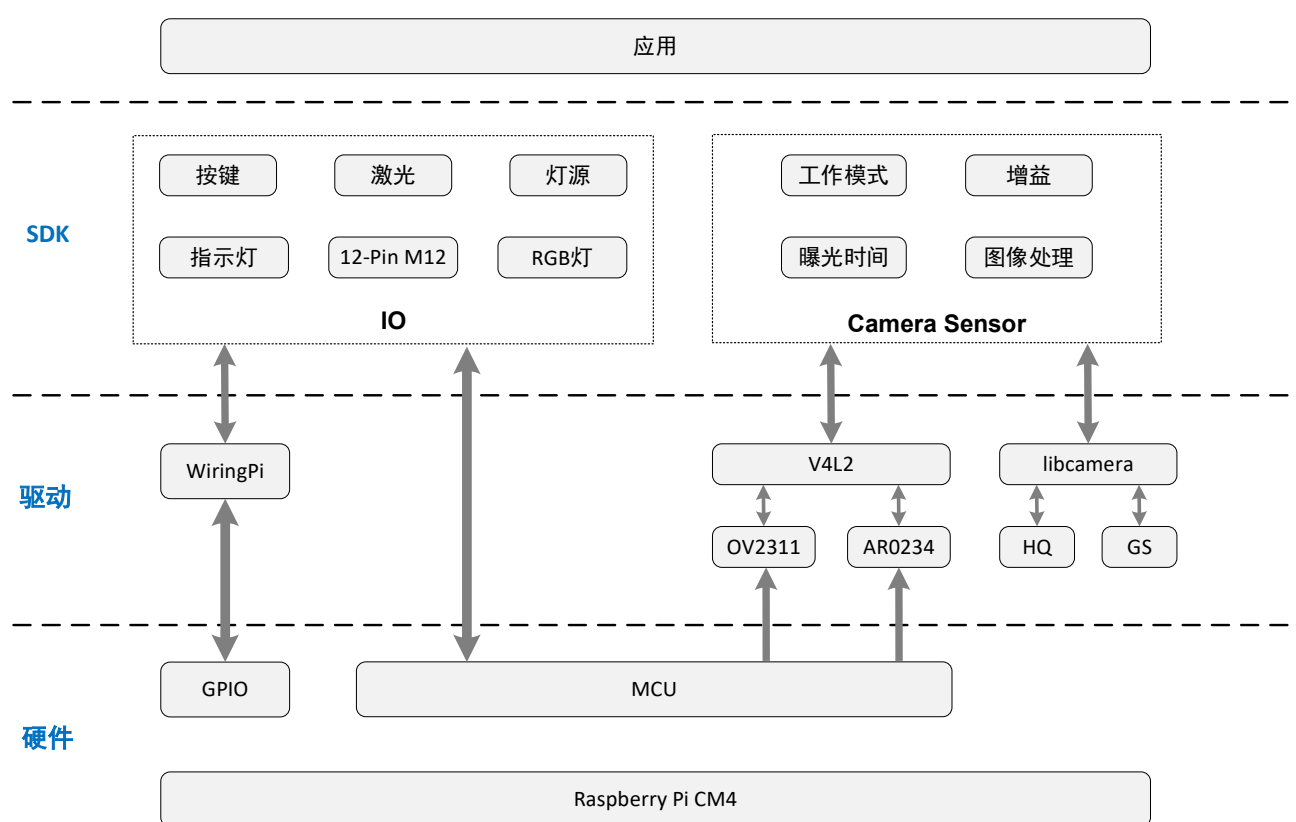 应用
SDK
按键
激光
灯源
指示灯
12-Pin M12
RGB灯
IO
工作模式
增益
曝光时间
图像处理
Camera Sensor
驱动
WiringPi
V4L2
libcamera
OV2311
AR0234
HQ
GS
硬件
GPIO
MCU
Raspberry Pi CM4